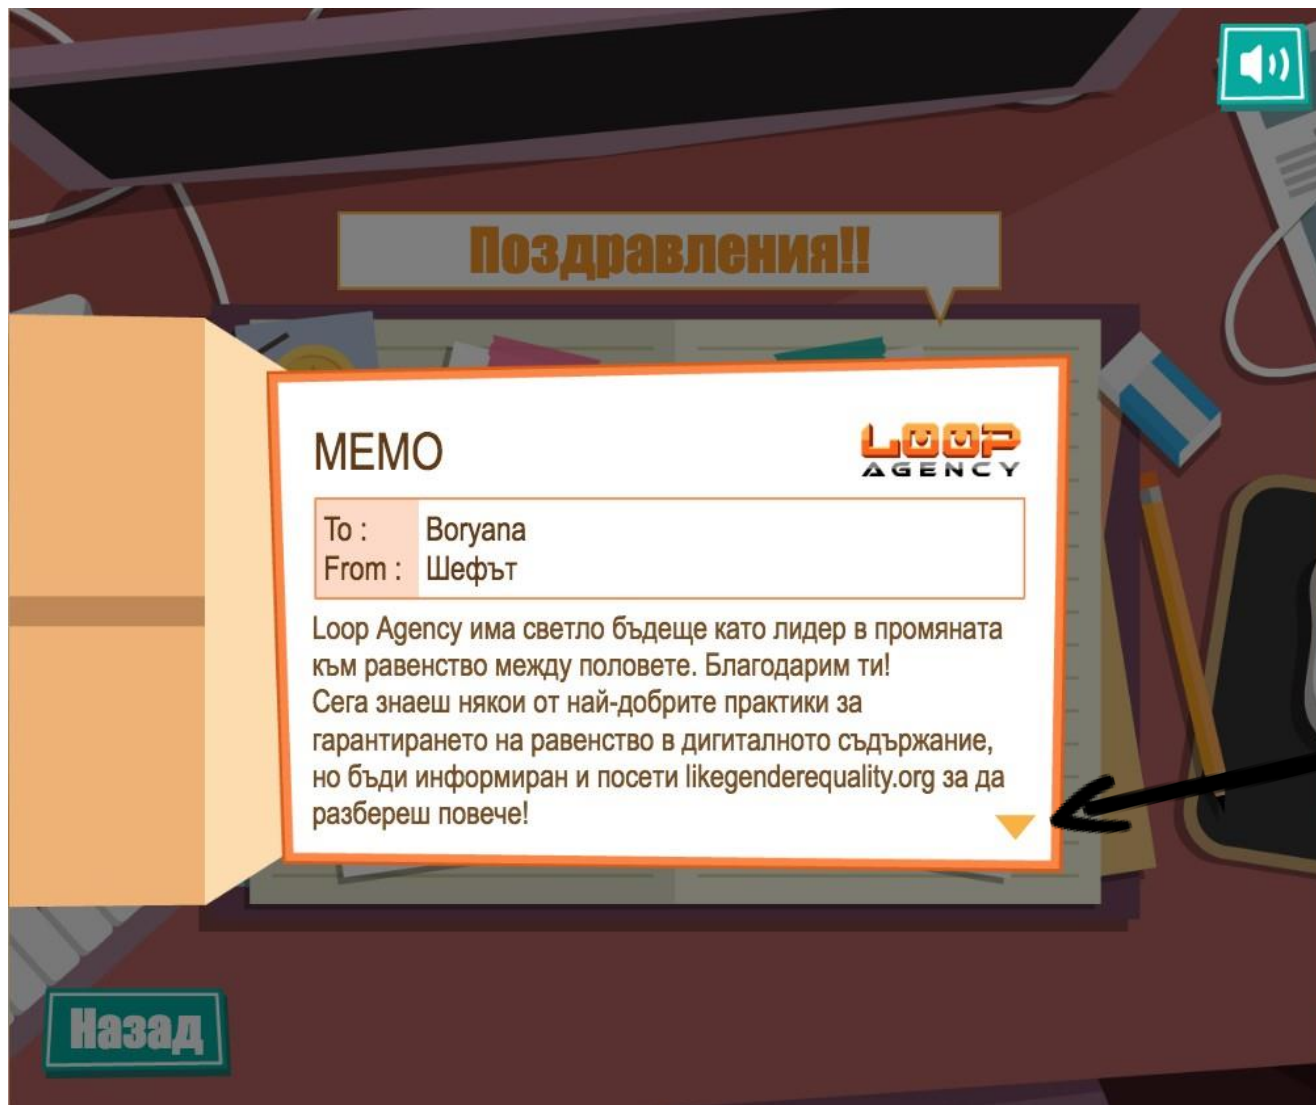 Поздравления!!
MEMO
LOOP
AGENCY
To : Boryana
From : Шефът
Loop Agency има светло бъдеще като лидер в промяната
към равенство между половете. Благодарим ти!
Сега знаеш някои от най-добрите практики за
гарантирането на равенство в дигиталното съдържание,
но бъди информиран и посети likegenderequality.org за да
разбереш повече!
Назад